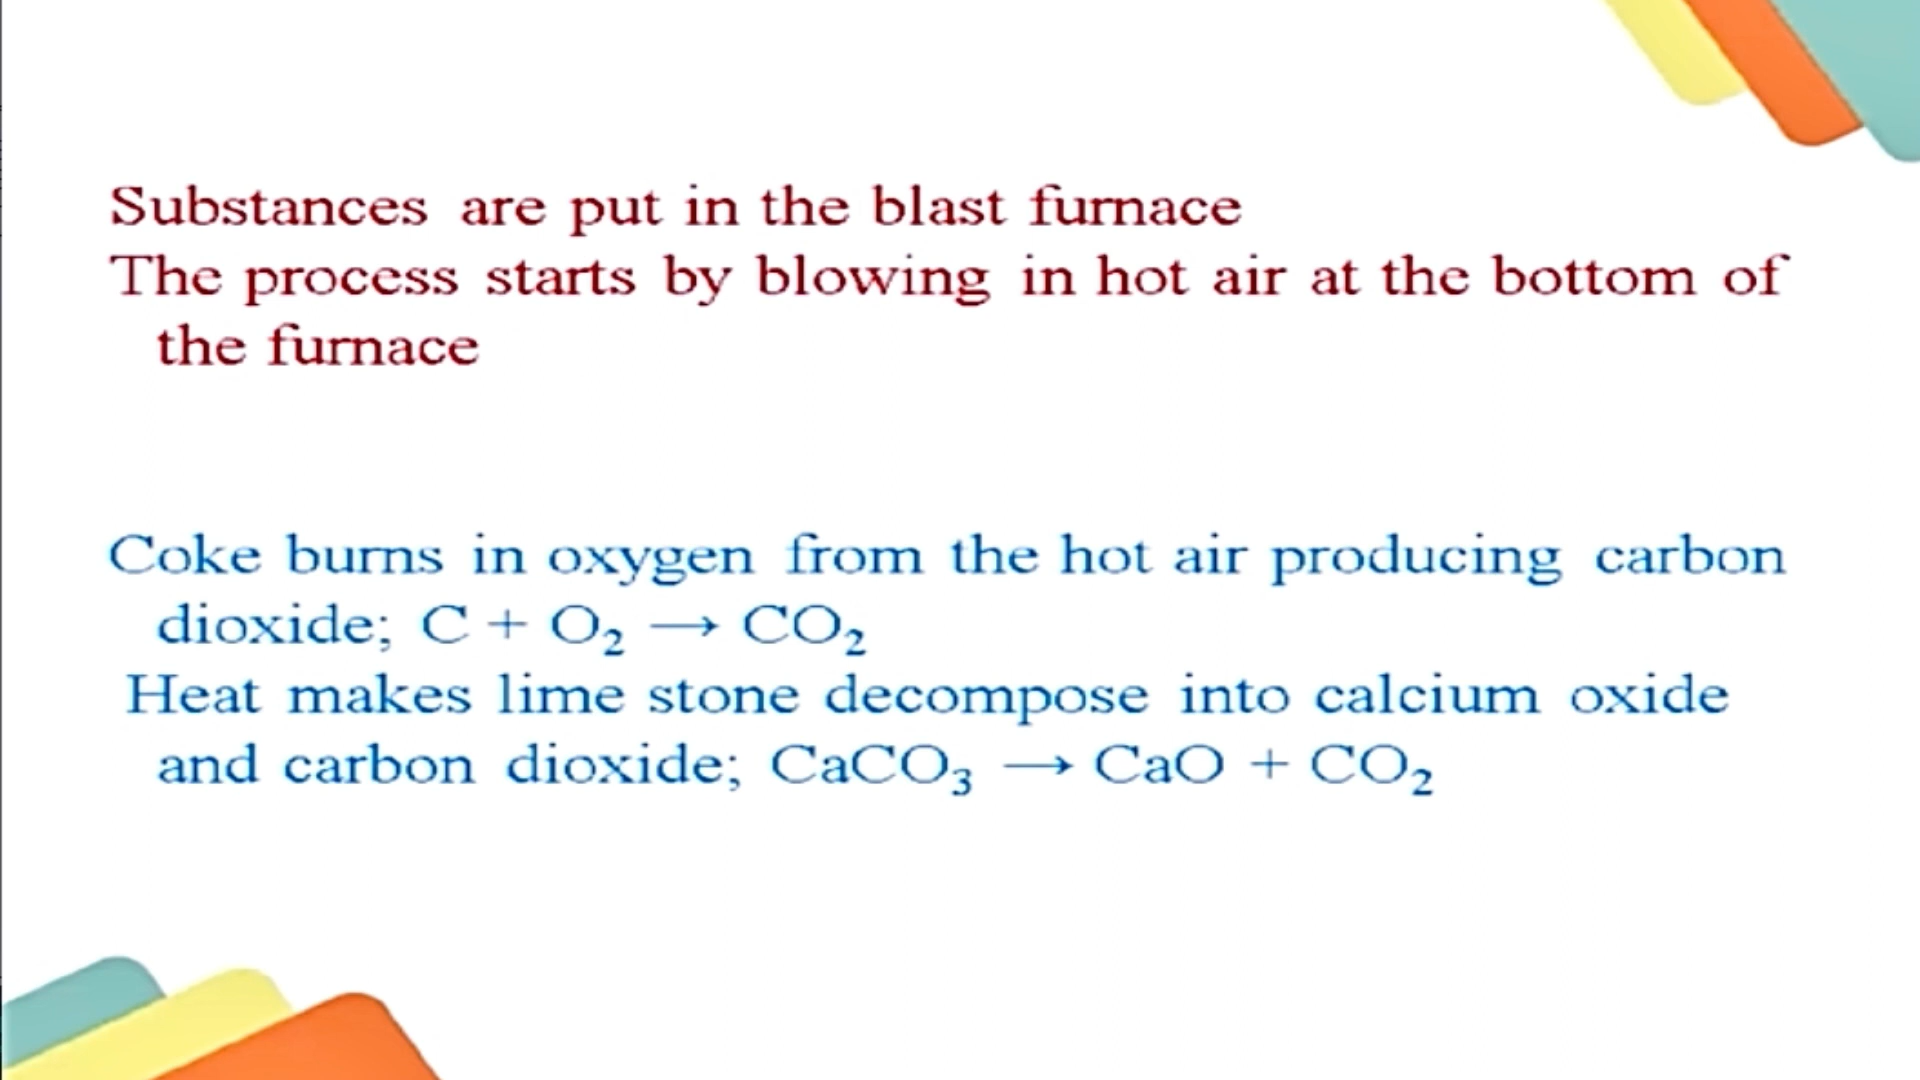 Substances are put in the blast furnace
The process starts by blowing in hot air at the bottom of
the furnace
Coke burns in oxygen from the hot air producing carbon
dioxide; C + O₂ → CO₂
Heat makes lime stone decompose into calcium oxide
and carbon dioxide; CaCO₃ → CaO + CO₂